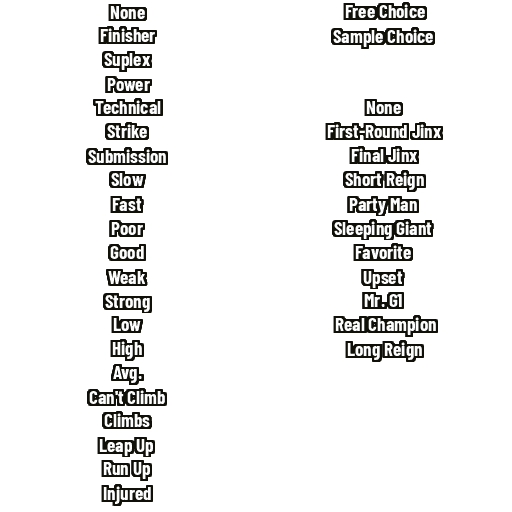 None
Finisher
Suplex
Power
Technical
Strike
Submission
Slow
Fast
Poor
Good
Weak
Strong
Low
High
Avg.
Can't Climb
Climbs
Leap Up
Run Up
Injured
Free Choice
Sample Choice
None
First-Round Jinx
Final Jinx
Short Reign
Party Man
Sleeping Giant
Favorite
Upset
Mr. G1
Real Champion
Long Reign